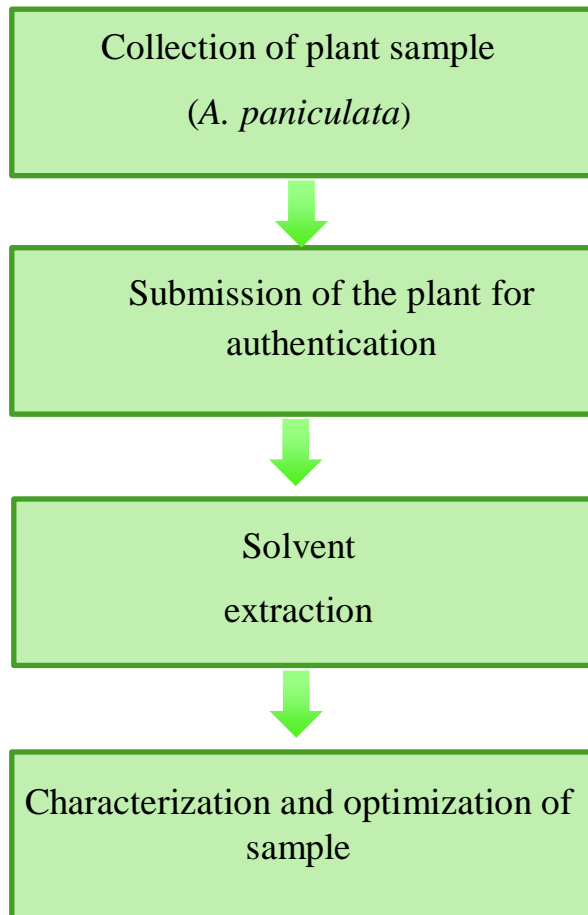 Collection of plant sample
(A. paniculata)
Submission of the plant for
authentication
Solvent
extraction
Characterization and optimization of
sample